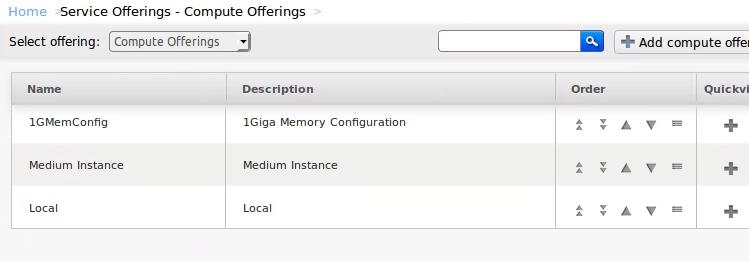 Home > Service Offerings - Compute Offerings >
Select offering: Compute Offerings Add compute offer
Name Description Order Quickvi
1GMemConfig 1Giga Memory Configuration
Medium Instance Medium Instance
Local Local